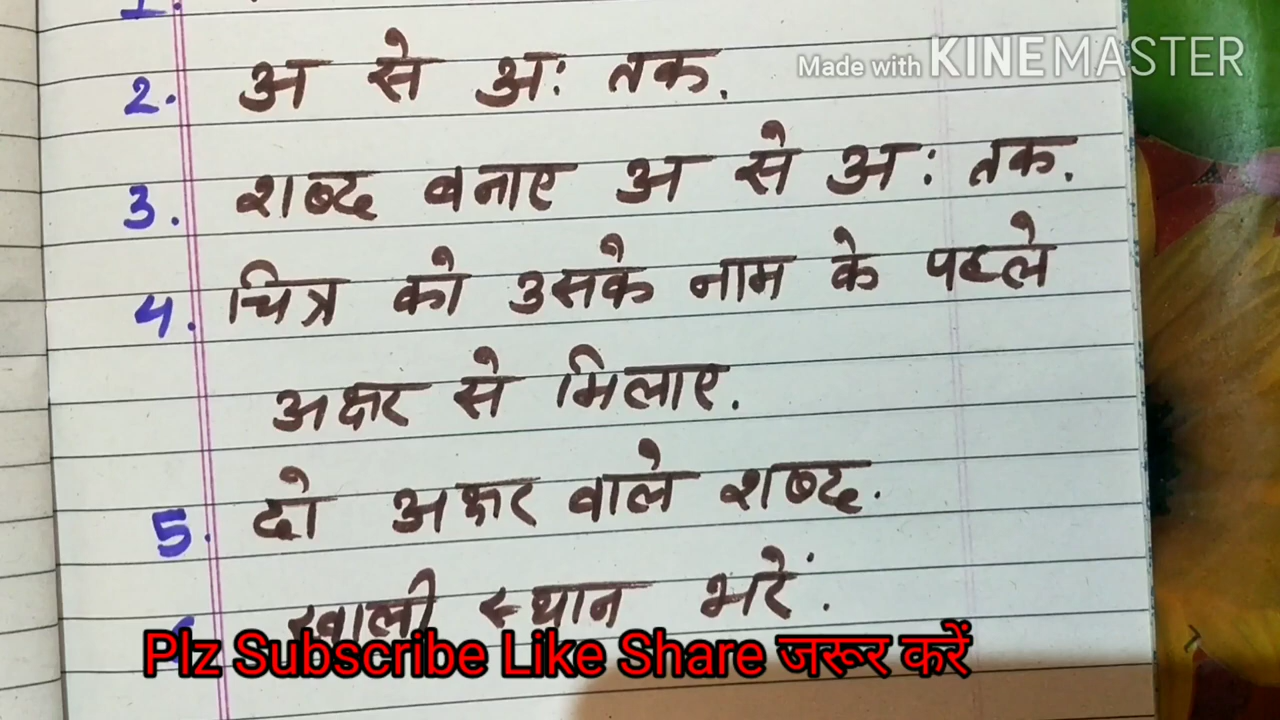 1.
Made with KINEMASTER
2. अ से अः तक.
3. शब्द बनाए अ से अः तक.
4. चित्र को उसके नाम के पहले
अक्षर से मिलाए.
5. दो अक्षर वाले शब्द.
खाली स्थान भरें.
Plz Subscribe Like Share जरूर करें